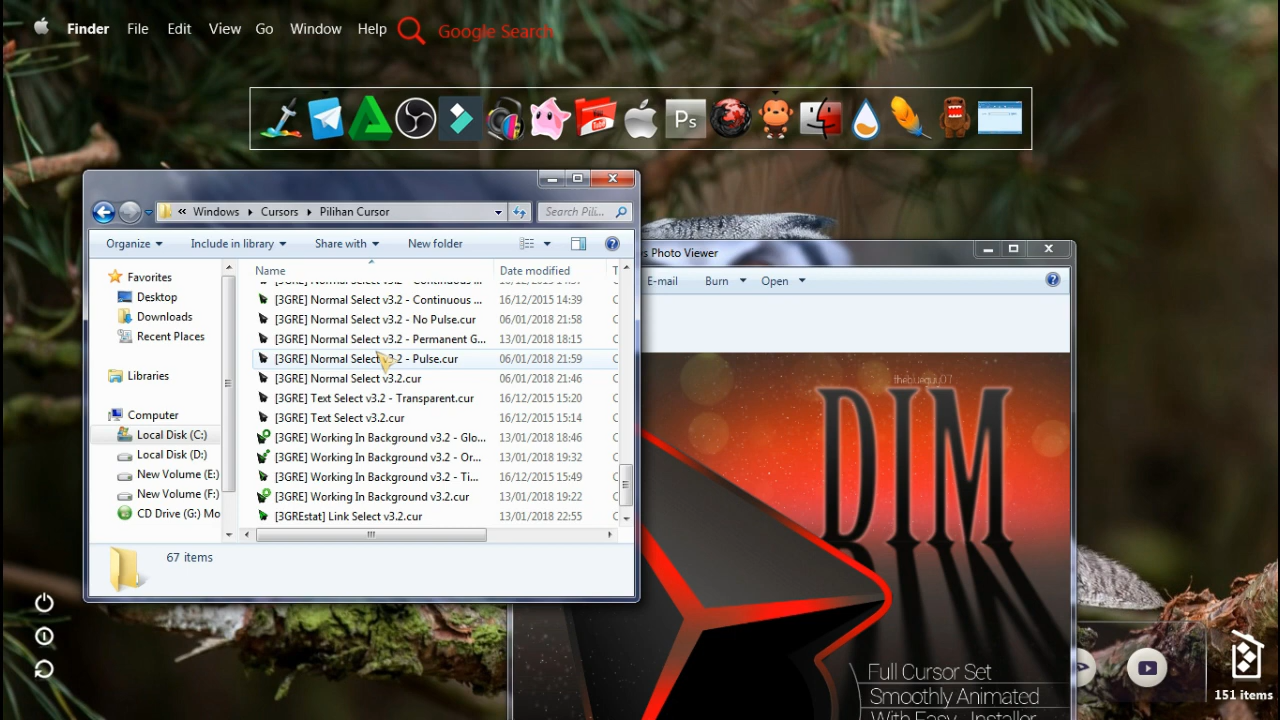 Finder File Edit View Go Window Help Google Search
Ps
Windows Cursors Pilihan Cursor
Search Pili...
Organize Include in library Share with New folder
Favorites
Desktop
Downloads
Recent Places
Libraries
Computer
Local Disk (C:)
Local Disk (D:)
New Volume (E:)
New Volume (F:)
CD Drive (G:) Mo
Name Date modified T
[3GRE] Normal Select v3.2 - Continuous ... 16/12/2015 14:39
[3GRE] Normal Select v3.2 - No Pulse.cur 06/01/2018 21:58
[3GRE] Normal Select v3.2 - Permanent G... 13/01/2018 18:15
[3GRE] Normal Select v3.2 - Pulse.cur 06/01/2018 21:59
[3GRE] Normal Select v3.2.cur 06/01/2018 21:46
[3GRE] Text Select v3.2 - Transparent.cur 16/12/2015 15:20
[3GRE] Text Select v3.2.cur 16/12/2015 15:14
[3GRE] Working In Background v3.2 - Glo... 13/01/2018 18:46
[3GRE] Working In Background v3.2 - Or... 13/01/2018 19:32
[3GRE] Working In Background v3.2 - Ti... 16/12/2015 15:49
[3GRE] Working In Background v3.2.cur 13/01/2018 19:22
[3GREstat] Link Select v3.2.cur 13/01/2018 22:55
67 items
s Photo Viewer
E-mail Burn Open
thebluguy07
DIM
Full Cursor Set
Smoothly Animated
With Easy Installer
151 items